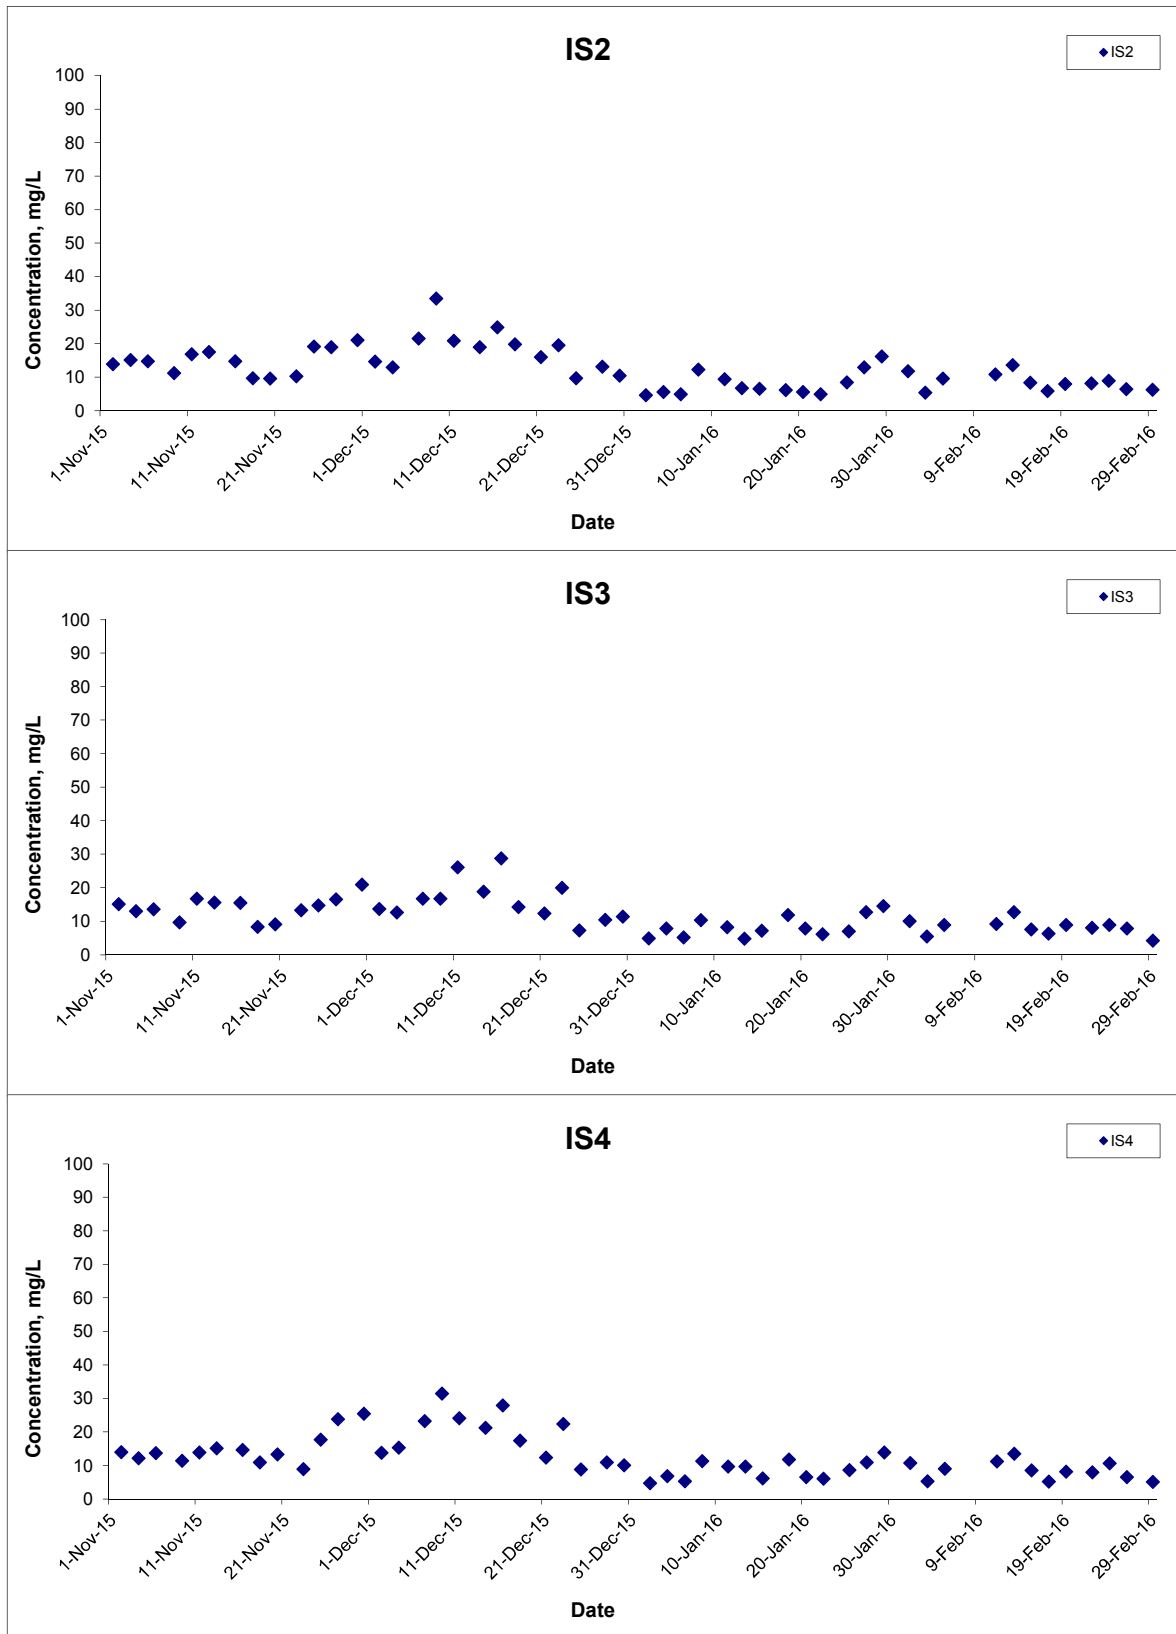 IS2
IS2
100
90
80
70
60
50
40
30
20
10
0
Concentration, mg/L
1-Nov-15
11-Nov-15
21-Nov-15
1-Dec-15
11-Dec-15
21-Dec-15
31-Dec-15
10-Jan-16
20-Jan-16
30-Jan-16
9-Feb-16
19-Feb-16
29-Feb-16
Date
IS3
IS3
100
90
80
70
60
50
40
30
20
10
0
Concentration, mg/L
1-Nov-15
11-Nov-15
21-Nov-15
1-Dec-15
11-Dec-15
21-Dec-15
31-Dec-15
10-Jan-16
20-Jan-16
30-Jan-16
9-Feb-16
19-Feb-16
29-Feb-16
Date
IS4
IS4
100
90
80
70
60
50
40
30
20
10
0
Concentration, mg/L
1-Nov-15
11-Nov-15
21-Nov-15
1-Dec-15
11-Dec-15
21-Dec-15
31-Dec-15
10-Jan-16
20-Jan-16
30-Jan-16
9-Feb-16
19-Feb-16
29-Feb-16
Date